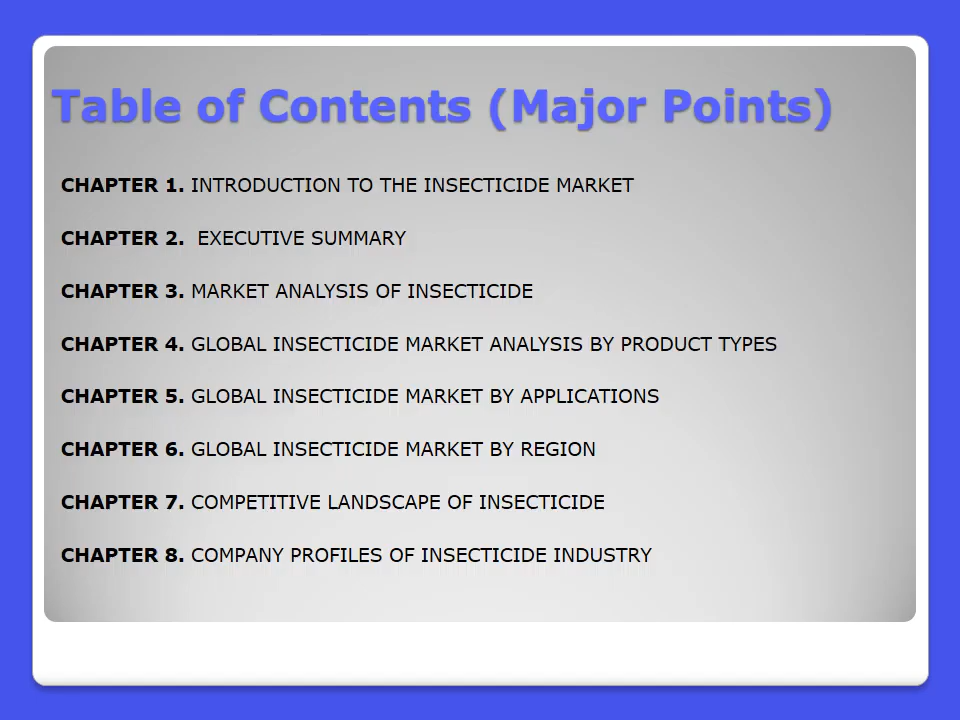 Table of Contents (Major Points)
CHAPTER 1. INTRODUCTION TO THE INSECTICIDE MARKET
CHAPTER 2.  EXECUTIVE SUMMARY
CHAPTER 3. MARKET ANALYSIS OF INSECTICIDE
CHAPTER 4. GLOBAL INSECTICIDE MARKET ANALYSIS BY PRODUCT TYPES
CHAPTER 5. GLOBAL INSECTICIDE MARKET BY APPLICATIONS
CHAPTER 6. GLOBAL INSECTICIDE MARKET BY REGION
CHAPTER 7. COMPETITIVE LANDSCAPE OF INSECTICIDE
CHAPTER 8. COMPANY PROFILES OF INSECTICIDE INDUSTRY